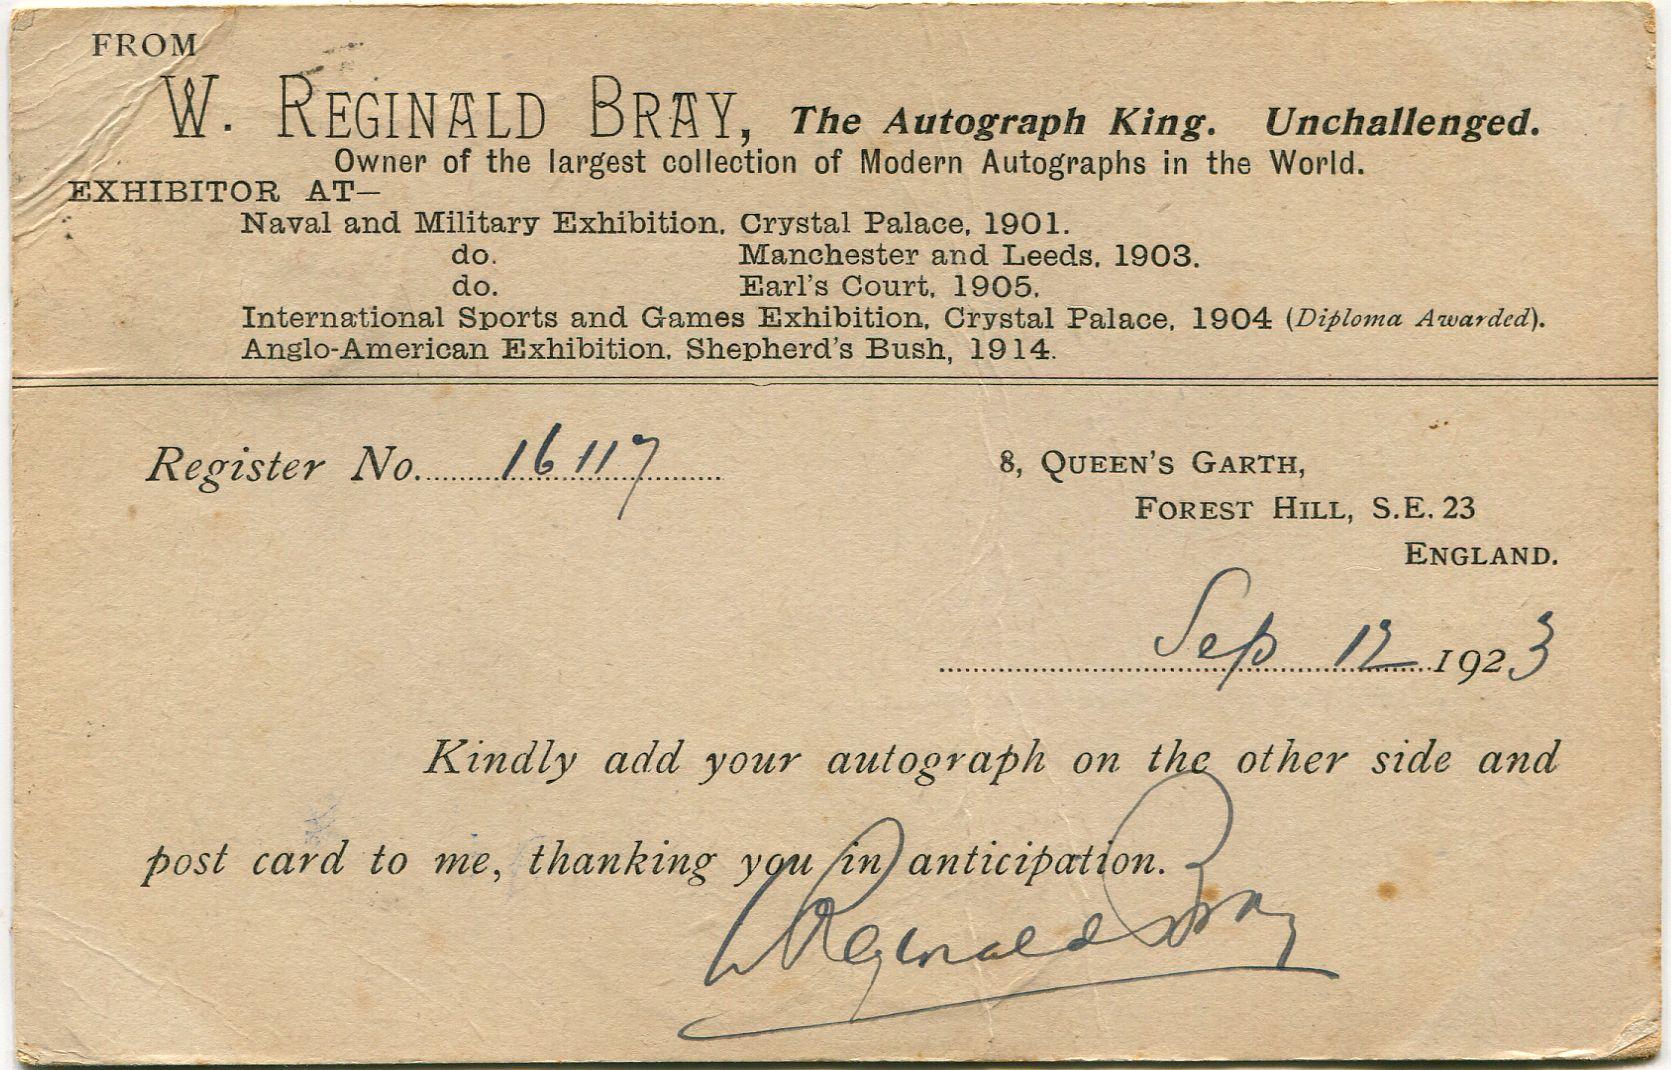 FROM
W. REGINALD BRAY, The Autograph King. Unchallenged.
Owner of the largest collection of Modern Autographs in the World.
EXHIBITOR AT—
Naval and Military Exhibition, Crystal Palace, 1901.
do. Manchester and Leeds, 1903.
do. Earl's Court, 1905.
International Sports and Games Exhibition, Crystal Palace, 1904 (Diploma Awarded).
Anglo-American Exhibition, Shepherd's Bush, 1914.
Register No. 16117
8, QUEEN'S GARTH,
FOREST HILL, S.E. 23
ENGLAND.
Sep 12 1923
Kindly add your autograph on the other side and
post card to me, thanking you in anticipation.
W Reginald Bray